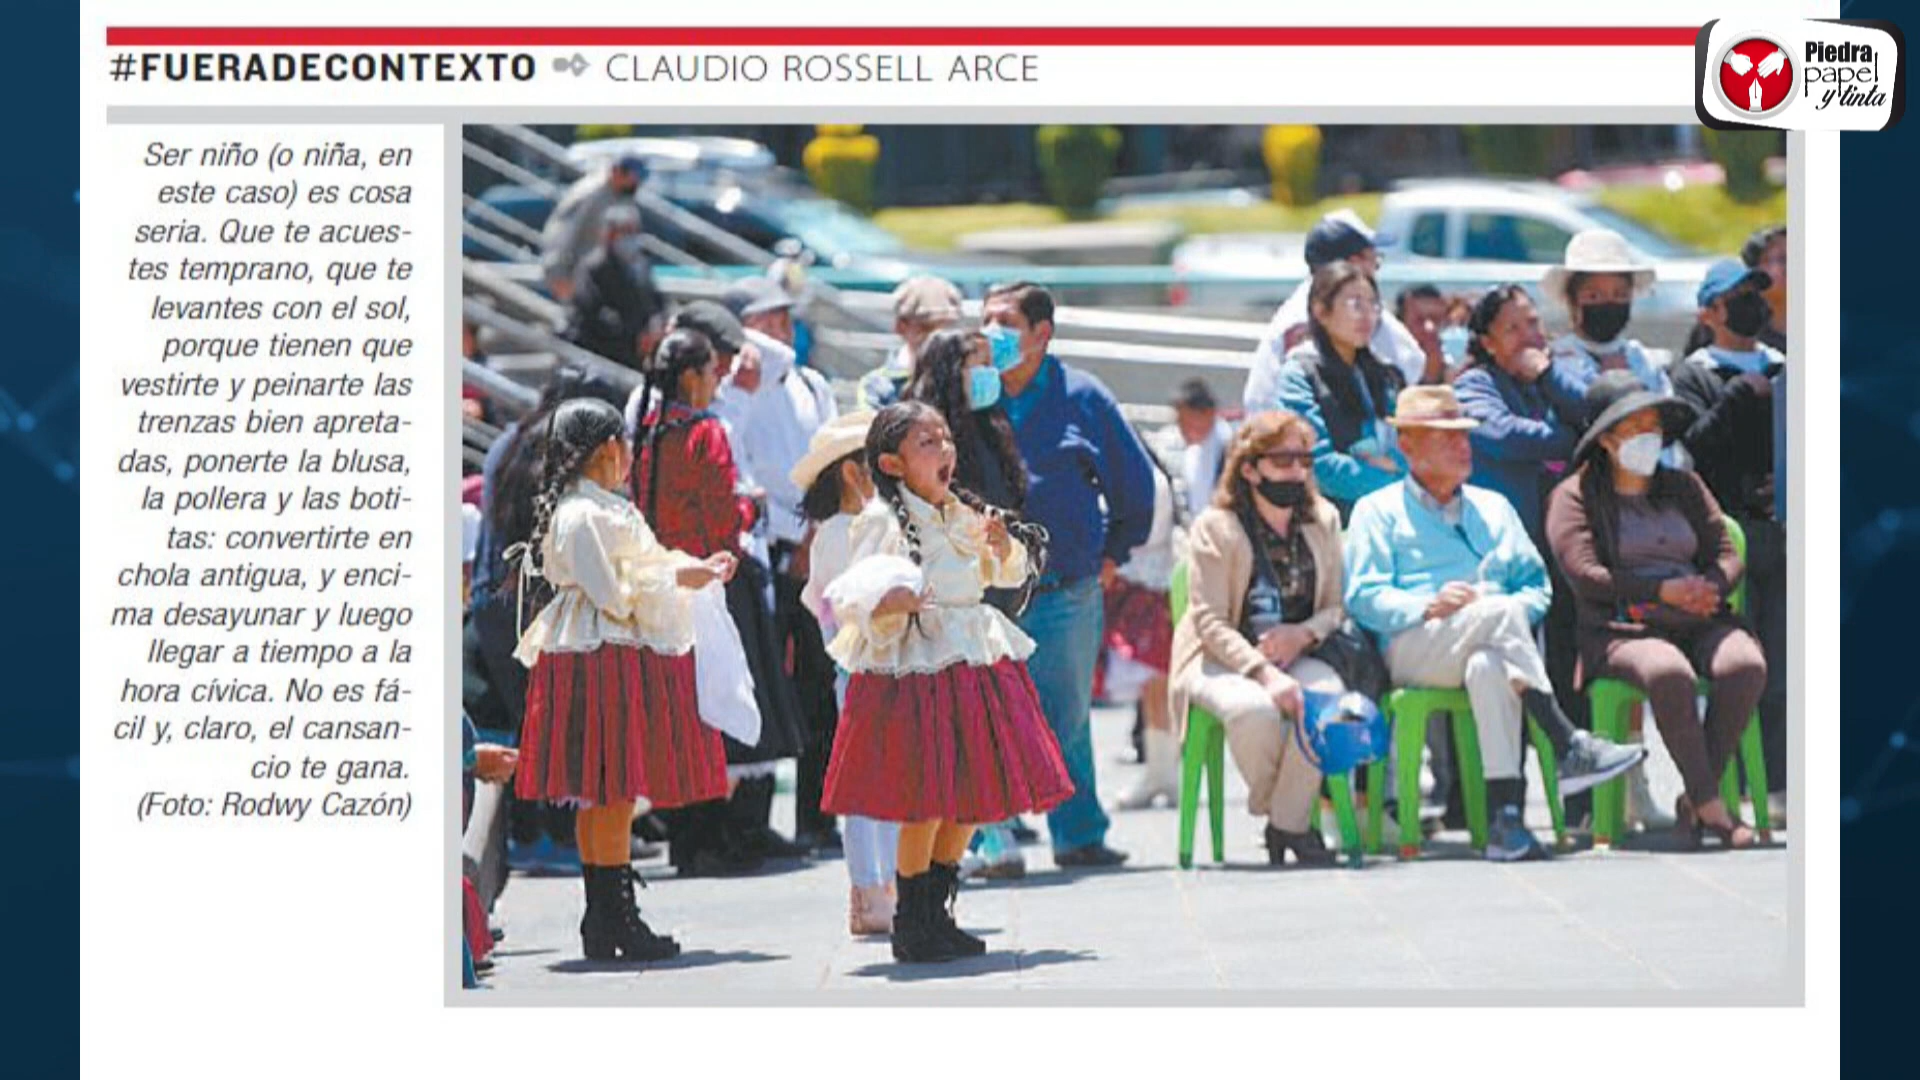 #FUERADECONTEXTO CLAUDIO ROSSELL ARCE
Piedra,
papel
y tinta
Ser niño (o niña, en
este caso) es cosa
seria. Que te acues-
tes temprano, que te
levantes con el sol,
porque tienen que
vestirte y peinarte las
trenzas bien apreta-
das, ponerte la blusa,
la pollera y las boti-
tas: convertirte en
chola antigua, y enci-
ma desayunar y luego
llegar a tiempo a la
hora cívica. No es fá-
cil y, claro, el cansan-
cio te gana.
(Foto: Rodwy Cazón)